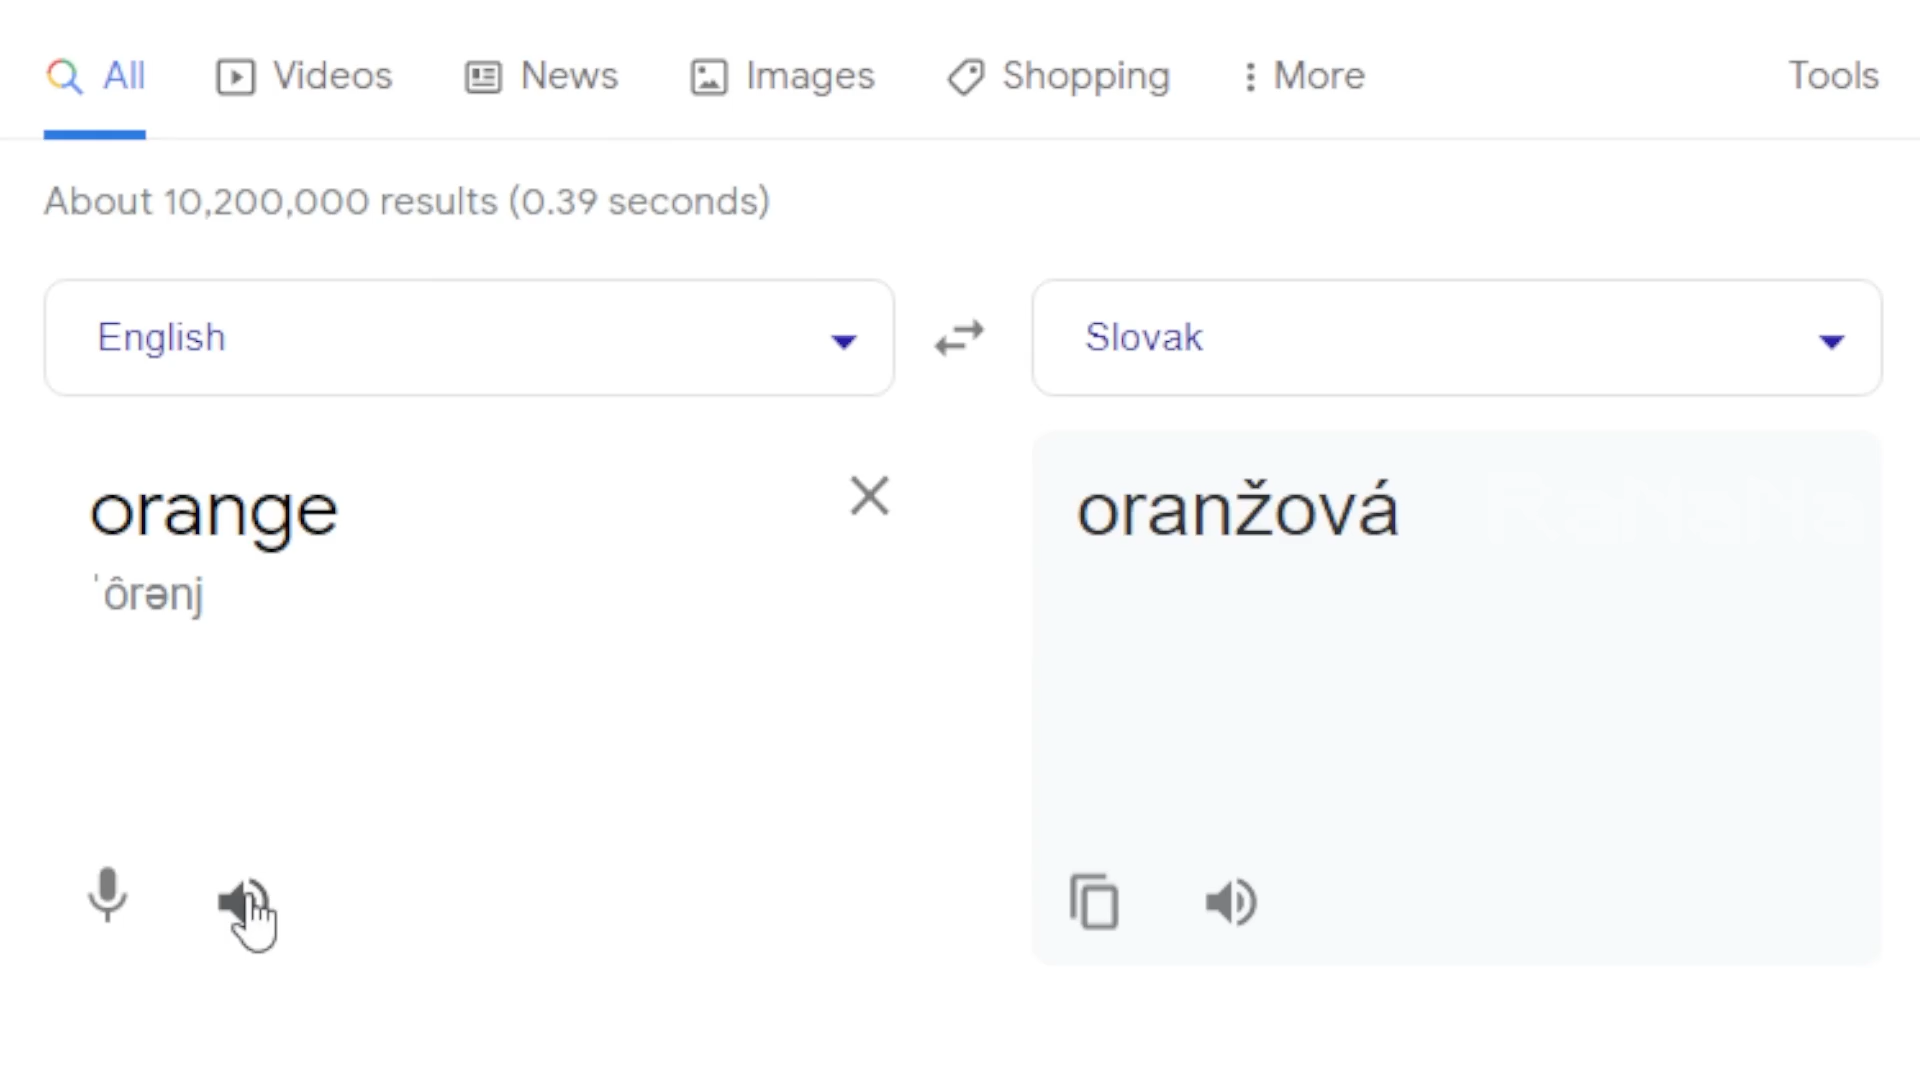 All Videos News Images Shopping More Tools
About 10,200,000 results (0.39 seconds)
English Slovak
orange oranžová
ˈôrənj